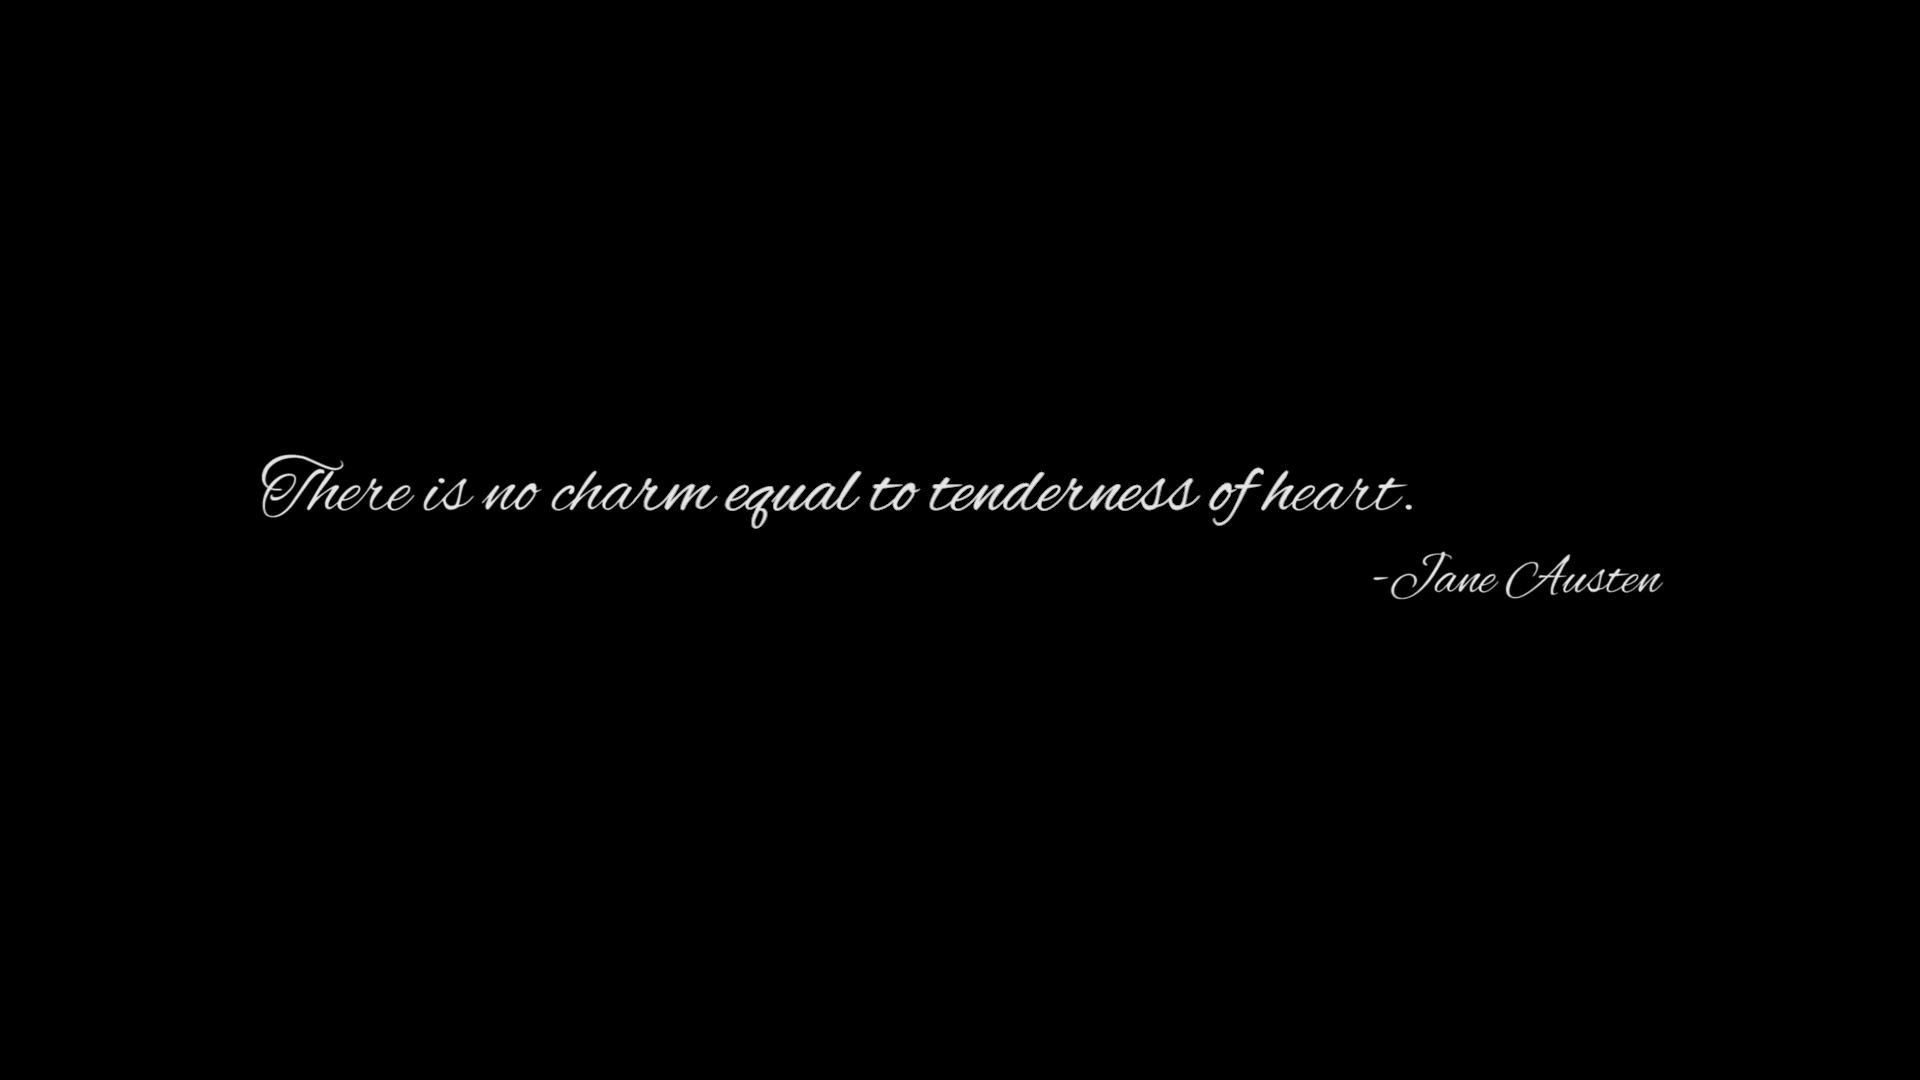 There is no charm equal to tenderness of heart.
-Jane Austen